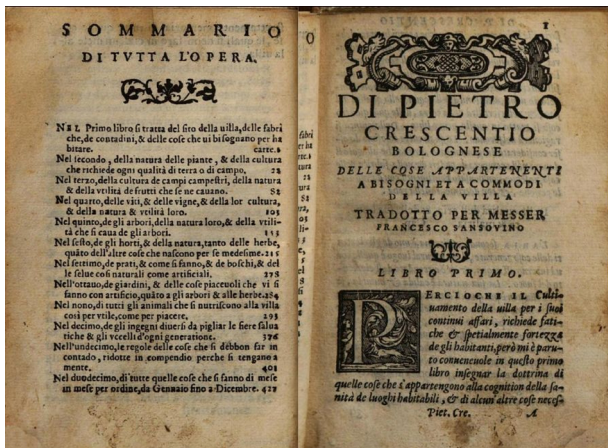 SOMMARIO
DI TVTTA L'OPERA.
NEL Primo libro si tratta del sito della uilla, delle fabri
che, de contadini, & delle cose che vi bisognano per ha
bitare. carte.1
Nel secondo, della natura delle piante, & della cultura
che richiede ogni qualità di terra o di campo. 22
Nel terzo, della cultura de campi campestri, della natura
& della vtilità de frutti che se ne cauano. 82
Nel quarto, delle viti, & delle vigne, & della lor cultura,
& della natura & vtilità loro. 105
Nel quinto, de gli arbori, della natura loro, & della vtili-
tà che si caua de gli arbori. 153
Nel sesto, de gli horti, & della natura, tanto delle herbe,
quãto dell'altre cose che nascono per se medesime. 215
Nel settimo, de prati, & come si fanno, & de boschi, & del
le selue cosi naturali come artificiali. 278
Nell'ottauo, de giardini, & delle cose piaceuoli che vi si
fanno con artificio, quãto a gli arbori & alle herbe. 284
Nel nono, di tutti gli animali che si nutriscono alla villa
cosi per vtile, come per piacere. 293
Nel decimo, de gli ingegni diuersi da pigliar le fiere salua
tiche & gli vccelli d'ogni generatione. 376
Nell'undecimo, le regole delle cose che si debbon far in
contado, ridotte in compendio perche si tengano a
mente. 401
Nel duodecimo, di tutte quelle cose che si fanno di mese
in mese per ordine, da Gennaio fino a Dicembre. 422
1
DI PIETRO
CRESCENTIO
BOLOGNESE
DELLE COSE APPARTENENTI
A BISOGNI ET A COMMODI
DELLA VILLA
TRADOTTO PER MESSER
FRANCESCO SANSOVINO
LIBRO PRIMO.
PERCIOCHE IL Culti-
uamento della uilla per i suoi
continui affari, richiede fati-
che & spetialmente fortezza
de gli habitanti, però mi è paru-
to conueneuole in questo primo
libro insegnar la dottrina di
quelle cose che s'appartengono alla cognition della sa-
nità de luoghi habitabili, & di alcun'altre cose neces-
Piet. Cre. A